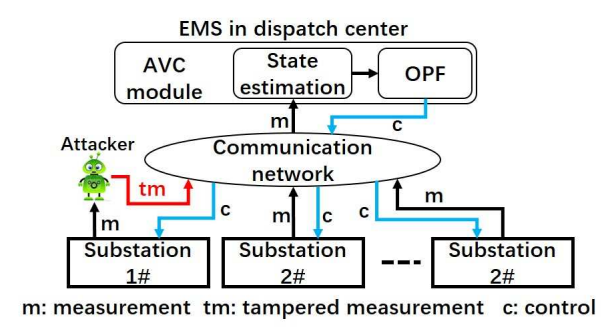 EMS in dispatch center
AVC
module
State
estimation
OPF
m
c
Attacker
Communication
network
tm
m
c
m
c
c
m
Substation
1#
Substation
2#
Substation
2#
m: measurement tm: tampered measurement c: control